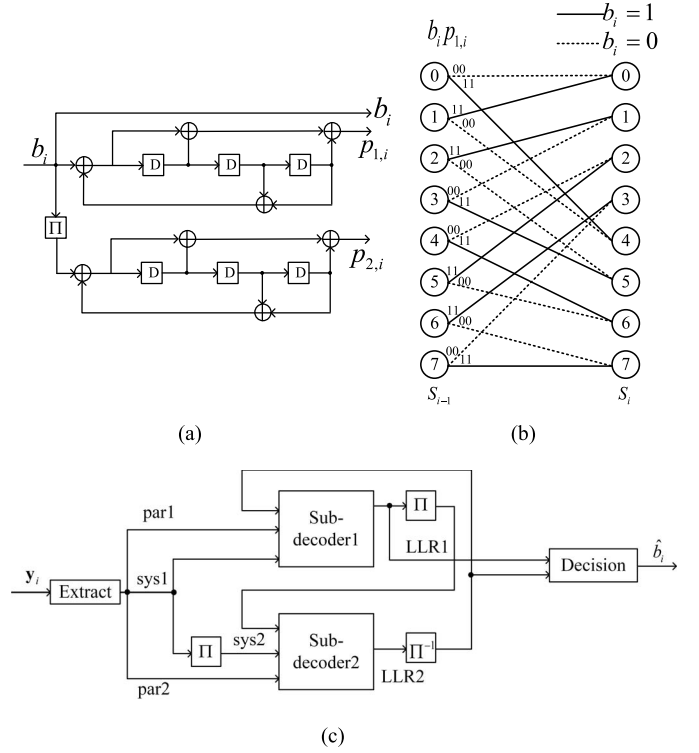 b_i
p_{1,i}
b_i
D
D
D
Π
p_{2,i}
D
D
D
(a)
b_i p_{1,i}
b_i = 1
b_i = 0
0 00 11 0
1 11 00 1
2 11 00 2
3 00 11 3
4 00 11 4
5 11 00 5
6 11 00 6
7 00 11 7
S_{i-1} S_i
(b)
par1
Sub-
decoder1
Π
LLR1
y_i
Extract
sys1
Decision
b̂_i
Π
sys2
Sub-
decoder2
Π^{-1}
par2
LLR2
(c)